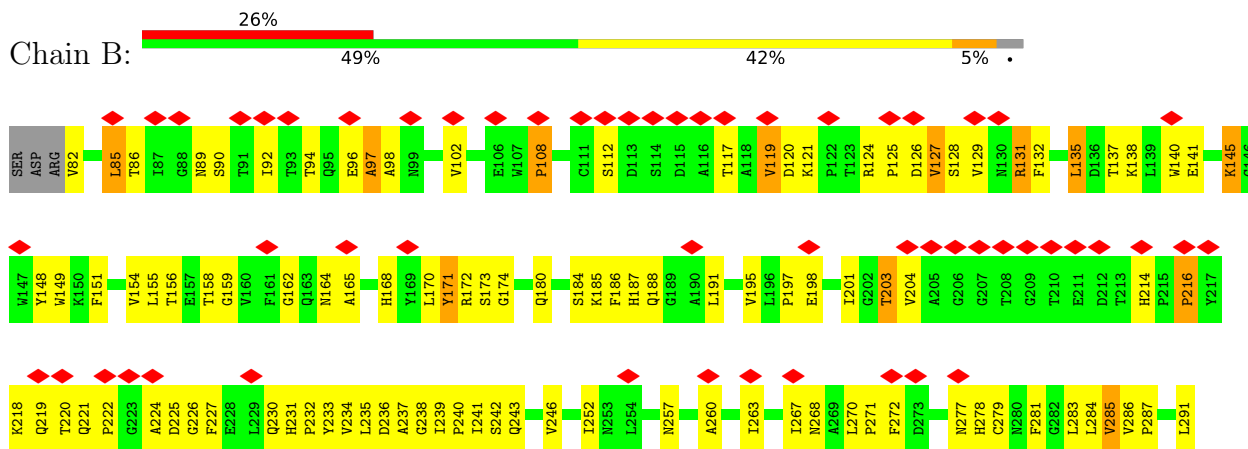 26%
Chain B:
49% 42% 5% •
SER ASP ARG V82 L85 T86 I87 G88 N89 S90 T91 I92 T93 T94 Q95 E96 A97 A98 N99 V102 E106 W107 P108 C111 S112 D113 S114 D115 A116 T117 A118 V119 D120 K121 P122 T123 R124 P125 D126 V127 S128 V129 N130 R131 F132 L135 D136 T137 K138 L139 W140 E141 K145 G146
W147 Y148 W149 K150 F151 V154 L155 T156 E157 T158 G159 V160 F161 G162 Q163 N164 A165 H168 Y169 L170 Y171 R172 S173 G174 Q180 S184 K185 F186 H187 Q188 G189 A190 L191 V195 L196 P197 E198 I201 G202 T203 V204 A205 G206 G207 T208 G209 T210 E211 D212 T213 H214 P215 P216 Y217
K218 Q219 T220 Q221 P222 G223 A224 D225 G226 F227 E228 L229 Q230 H231 P232 Y233 V234 L235 D236 A237 G238 I239 P240 I241 S242 Q243 V246 I252 N253 L254 N257 A260 I263 I267 N268 A269 L270 P271 F272 D273 N277 H278 C279 N280 F281 G282 L283 L284 V285 V286 P287 L291